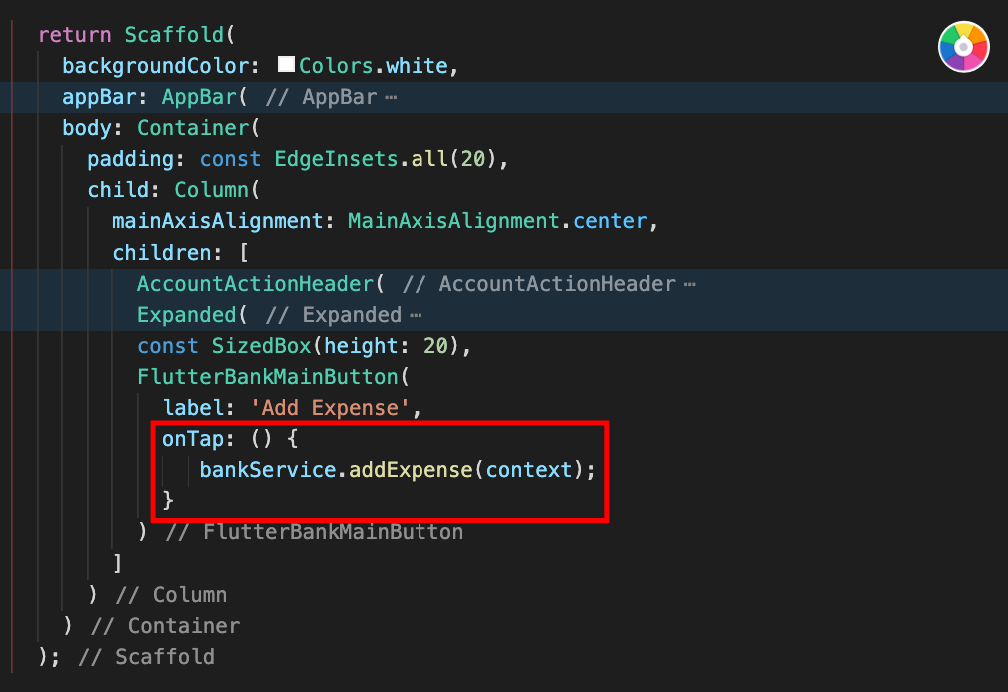 return Scaffold(
backgroundColor: Colors.white,
appBar: AppBar( // AppBar ⋯
body: Container(
padding: const EdgeInsets.all(20),
child: Column(
mainAxisAlignment: MainAxisAlignment.center,
children: [
AccountActionHeader( // AccountActionHeader ⋯
Expanded( // Expanded ⋯
const SizedBox(height: 20),
FlutterBankMainButton(
label: 'Add Expense',
onTap: () {
bankService.addExpense(context);
}
) // FlutterBankMainButton
]
) // Column
) // Container
); // Scaffold